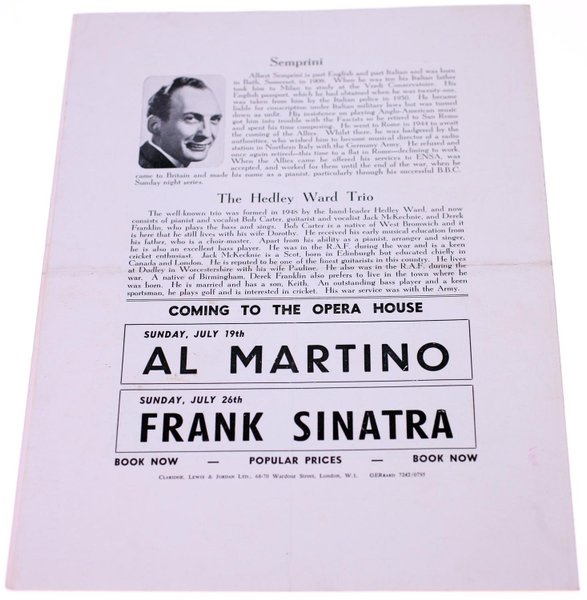 Semprini
Albert Semprini is part English and part Italian and was born
in Bath, Somerset, in 1908. When he was ten his Italian father
took him to Milan to study at the Verdi Conservatoire. His
English passport, which he had obtained when he was twenty-one,
was taken from him by the Italian police in 1930. He became
liable for conscription under Italian military laws but was turned
down as unfit. His insistence on playing Anglo-American music
got him into trouble with the Fascists so he retired to San Remo
and spent his time composing. He went to Rome in 1944 to await
the coming of the Allies. Whilst there, he was badgered by the
authorities, who wished him to become musical director of a radio
station in Northern Italy with the Germany Army. He refused and
once again retired—this time to a flat in Rome—declining to work.
When the Allies came he offered his services to ENSA, was
accepted, and worked for them until the end of the war, when he
came to Britain and made his name as a pianist, particularly through his successful B.B.C.
Sunday night series.
The Hedley Ward Trio
The well-known trio was formed in 1948 by the band-leader Hedley Ward, and now
consists of pianist and vocalist Bob Carter, guitarist and vocalist Jack McKechnie, and Derek
Franklin, who plays the bass and sings. Bob Carter is a native of West Bromwich and it
is here that he still lives with his wife Dorothy. He received his early musical education from
his father, who is a choir-master. Apart from his ability as a pianist, arranger and singer,
he is also an excellent bass player. He was in the R.A.F. during the war and is a keen
cricket enthusiast. Jack McKecknie is a Scot, born in Edinburgh but educated chiefly in
Canada and London. He is reputed to be one of the finest guitarists in this country. He lives
at Dudley in Worcestershire with his wife Pauline. He also was in the R.A.F. during the
war. A native of Birmingham, Derek Franklin also prefers to live in the town where he
was born. He is married and has a son, Keith. An outstanding bass player and a keen
sportsman, he plays golf and is interested in cricket. His war service was with the Army.
COMING TO THE OPERA HOUSE
SUNDAY, JULY 19th
AL MARTINO
SUNDAY, JULY 26th
FRANK SINATRA
BOOK NOW — POPULAR PRICES — BOOK NOW
Claridge, Lewis & Jordan Ltd., 68-70 Wardour Street, London, W.1. GERrard 7242/0755